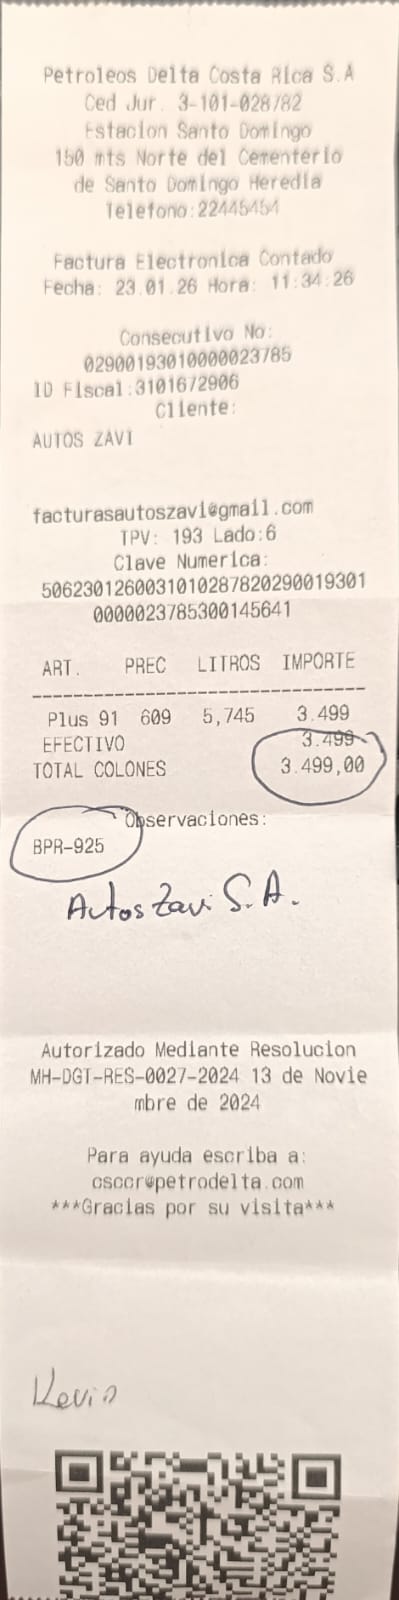 Petroleos Delta Costa Rica S.A
Ced Jur. 3-101-028782
Estacion Santo Domingo
150 mts Norte del Cementerio
de Santo Domingo Heredia
Telefono:22445454
Factura Electronica Contado
Fecha: 23.01.26 Hora: 11:34:26
Consecutivo No:
02900193010000023785
ID Fiscal:3101672906
Cliente:
AUTOS ZAVI
facturasautoszavi@gmail.com
TPV: 193 Lado:6
Clave Numerica:
506230126003101028782029001930​1
0000023785300145641
ART. PREC LITROS IMPORTE
Plus 91 609 5,745 3.499
EFECTIVO 3.499
TOTAL COLONES 3.499,00
Observaciones:
BPR-925
Autos Zavi S.A.
Autorizado Mediante Resolucion
MH-DGT-RES-0027-2024 13 de Novie
mbre de 2024
Para ayuda escriba a:
csccr@petrodelta.com
***Gracias por su visita***
Kevin